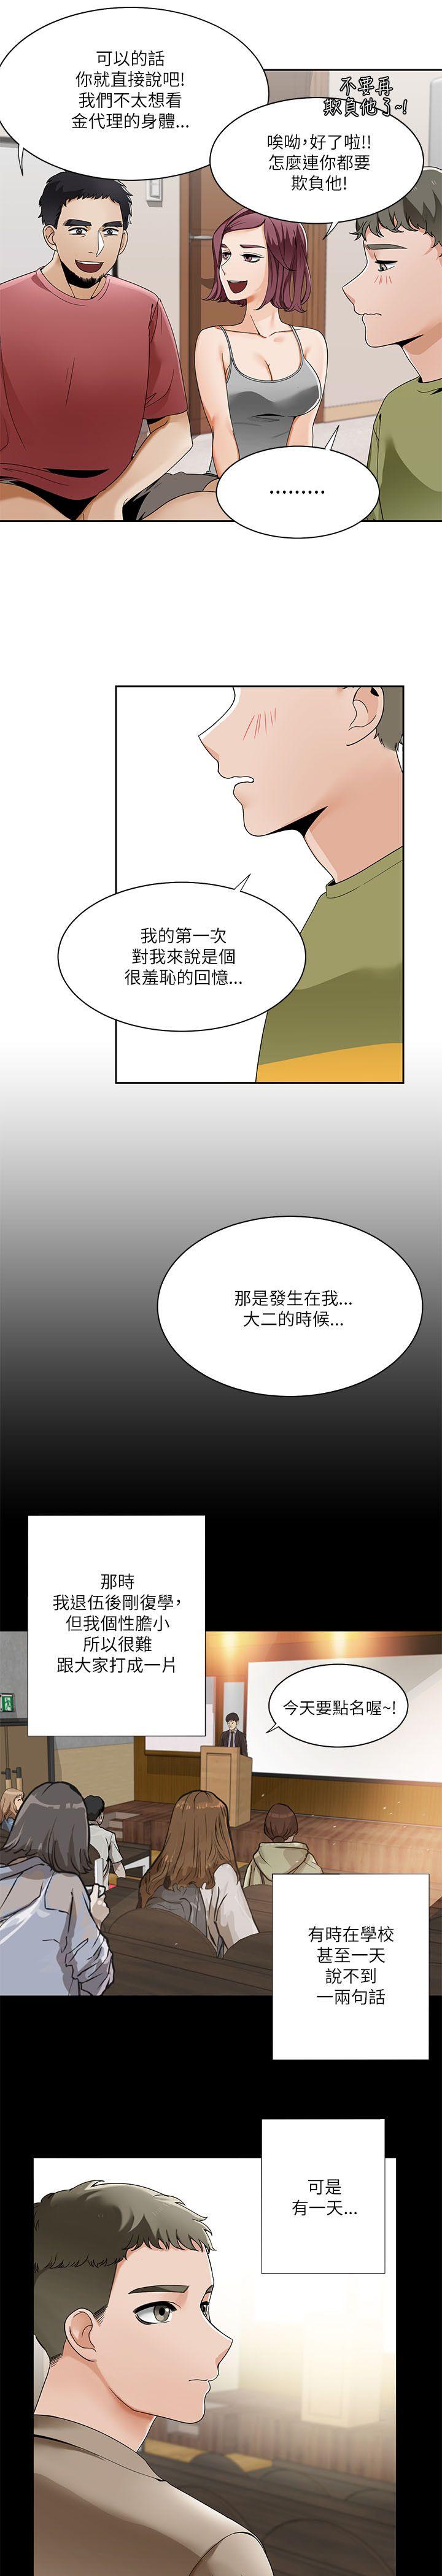 可以的話
你就直接說吧!
我們不太想看
金代理的身體...
不要再
欺負他了~!
唉呦,好了啦!!
怎麼連你都要
欺負他!
.........
我的第一次
對我來說是個
很羞恥的回憶...
那是發生在我...
大二的時候...
那時
我退伍後剛復學,
但我個性膽小
所以很難
跟大家打成一片
今天要點名喔~!
有時在學校
甚至一天
說不到
一兩句話
可是
有一天...